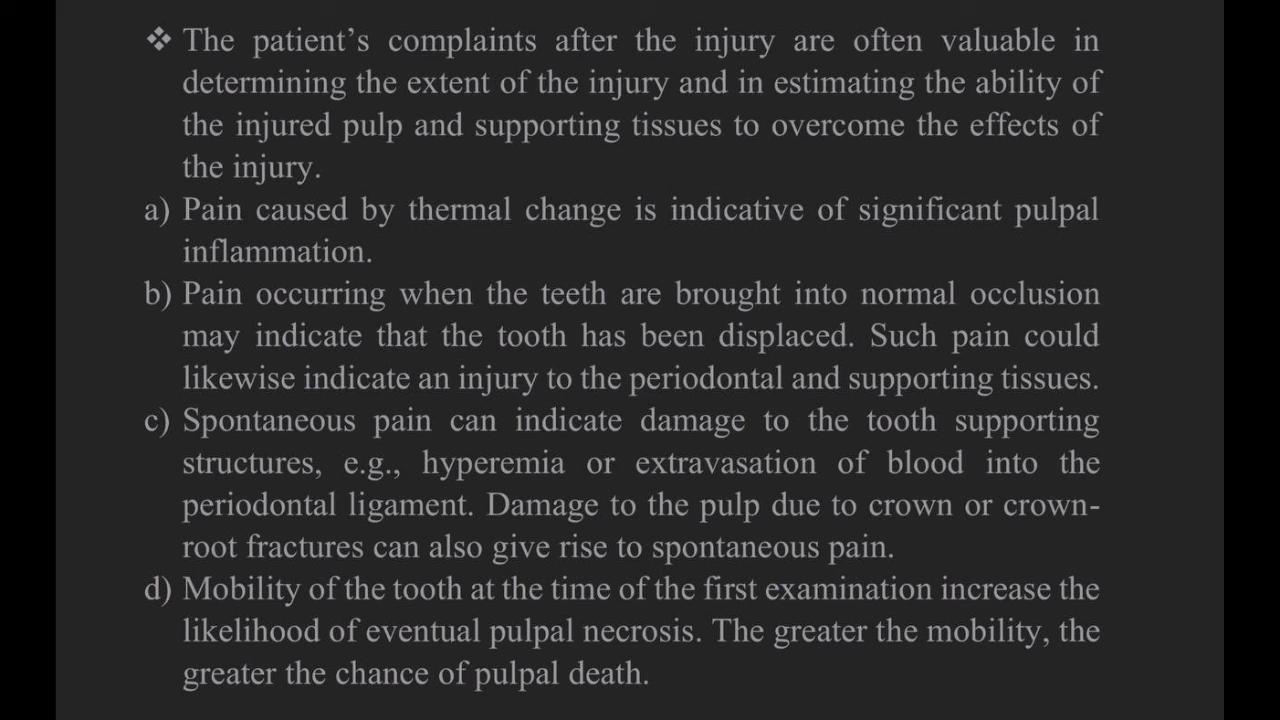 ❖ The patient’s complaints after the injury are often valuable in
determining the extent of the injury and in estimating the ability of
the injured pulp and supporting tissues to overcome the effects of
the injury.
a) Pain caused by thermal change is indicative of significant pulpal
inflammation.
b) Pain occurring when the teeth are brought into normal occlusion
may indicate that the tooth has been displaced. Such pain could
likewise indicate an injury to the periodontal and supporting tissues.
c) Spontaneous pain can indicate damage to the tooth supporting
structures, e.g., hyperemia or extravasation of blood into the
periodontal ligament. Damage to the pulp due to crown or crown-
root fractures can also give rise to spontaneous pain.
d) Mobility of the tooth at the time of the first examination increase the
likelihood of eventual pulpal necrosis. The greater the mobility, the
greater the chance of pulpal death.